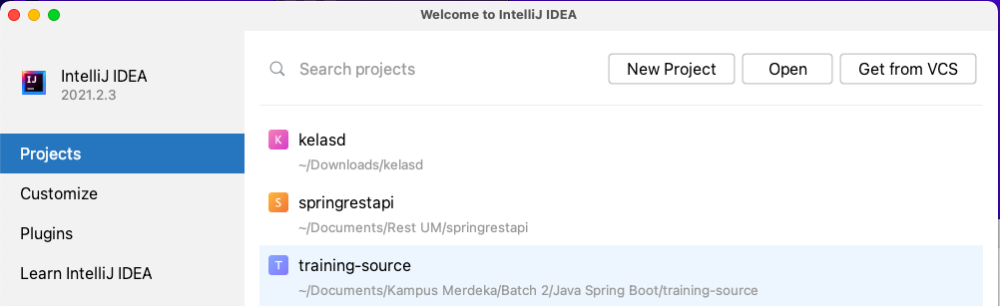 Welcome to IntelliJ IDEA
IJ
IntelliJ IDEA
2021.2.3
Search projects
New Project
Open
Get from VCS
Projects
Customize
Plugins
Learn IntelliJ IDEA
K
kelasd
~/Downloads/kelasd
S
springrestapi
~/Documents/Rest UM/springrestapi
T
training-source
~/Documents/Kampus Merdeka/Batch 2/Java Spring Boot/training-source